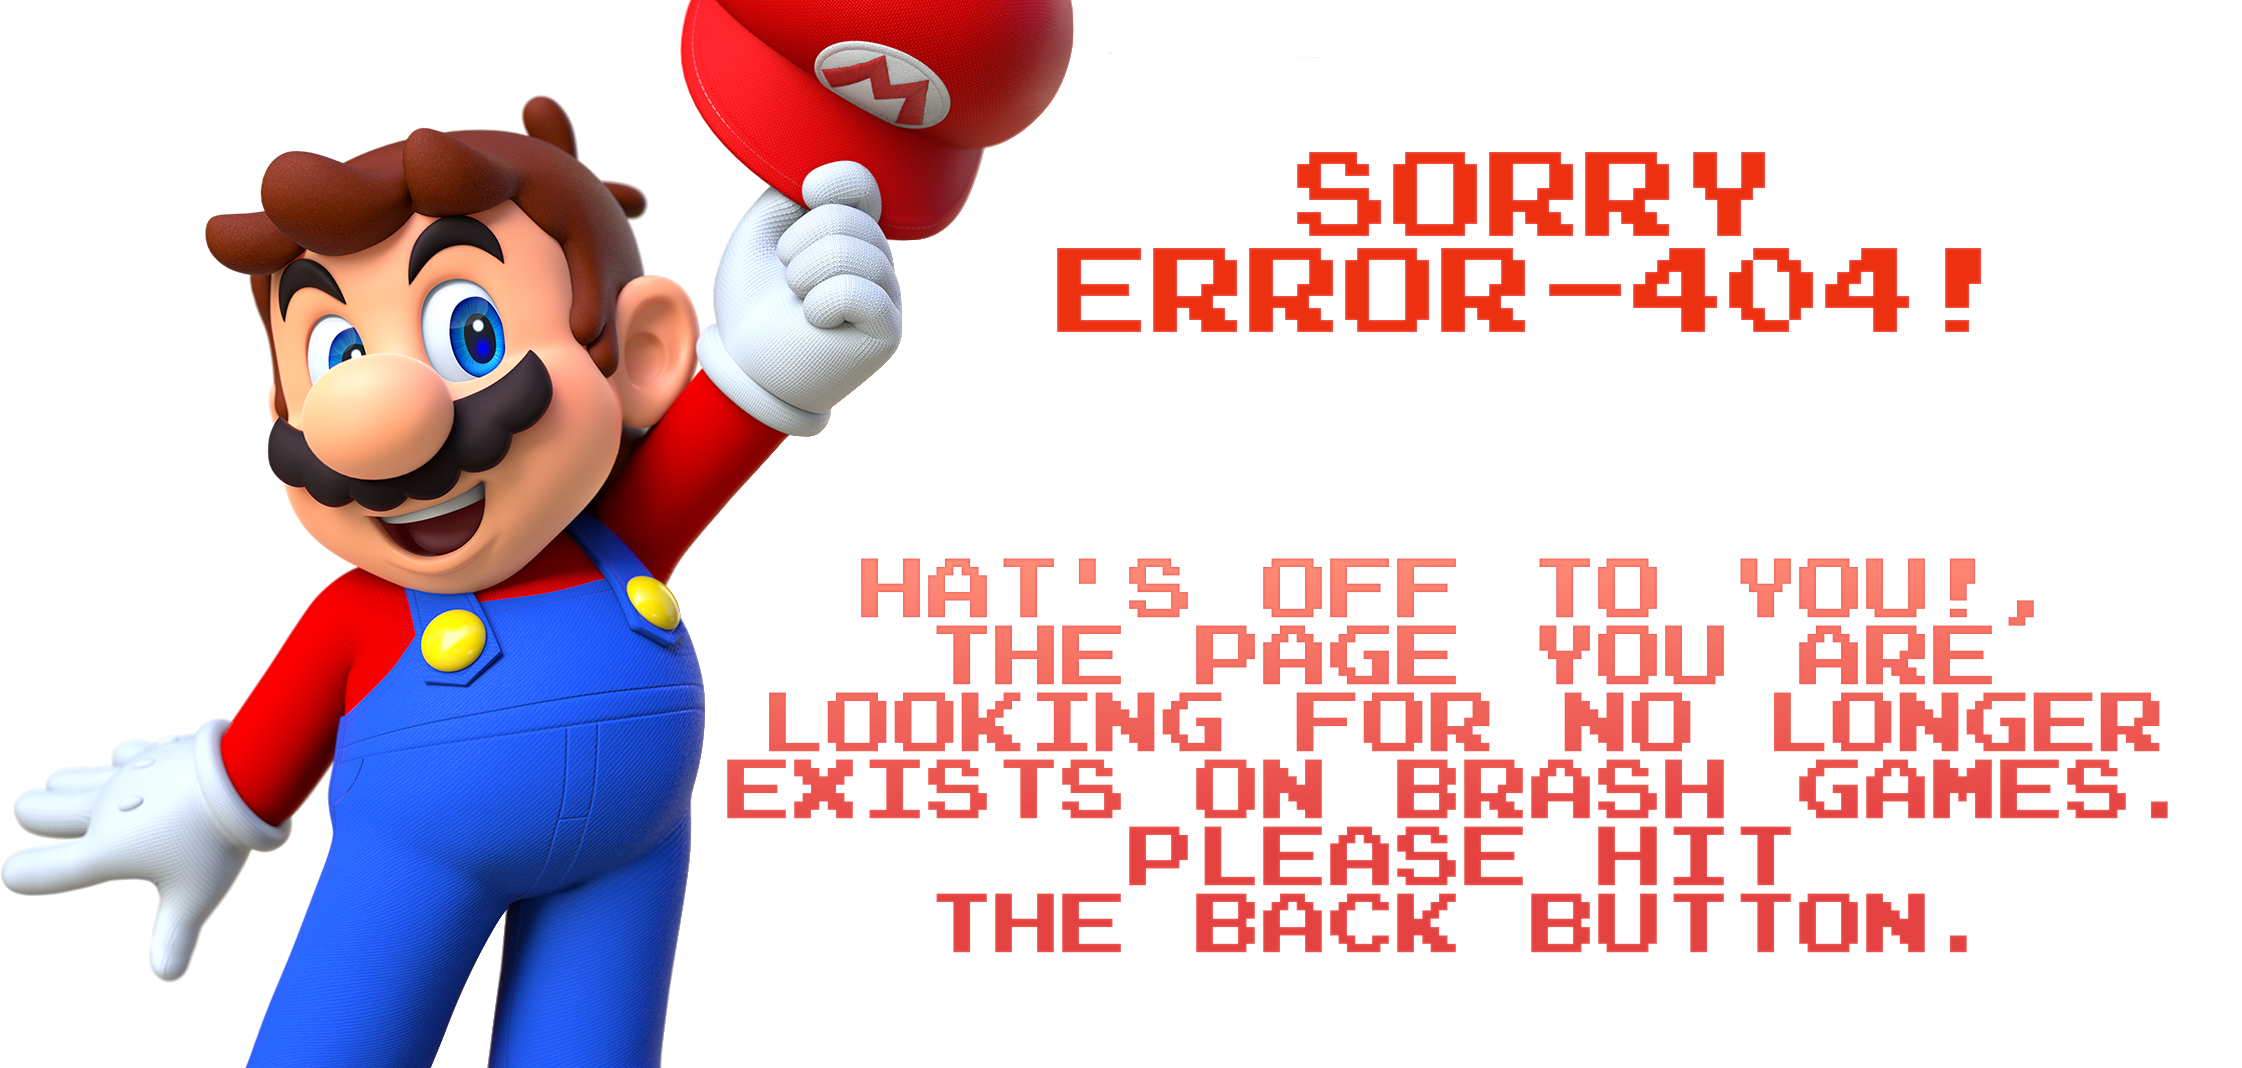 M
SORRY
ERROR-404!
HAT'S OFF TO YOU!,
THE PAGE YOU ARE
LOOKING FOR NO LONGER
EXISTS ON BRASH GAMES.
PLEASE HIT
THE BACK BUTTON.